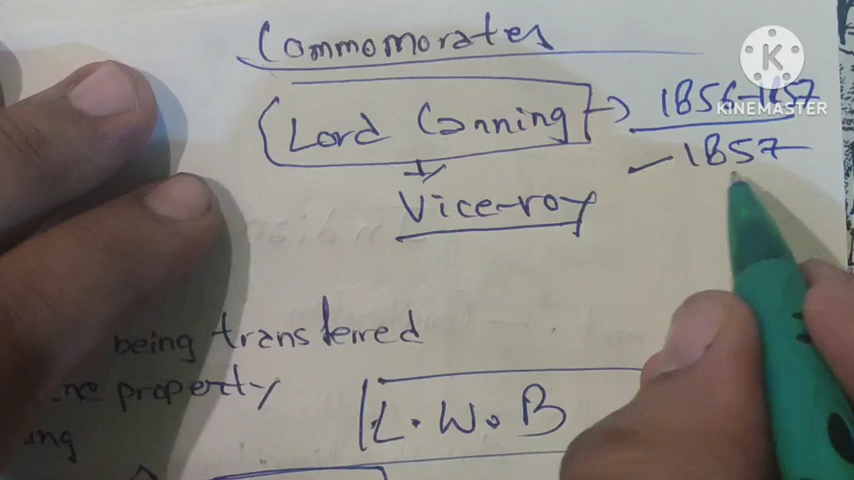 Commomorates
Lord Canning → 1856-1857
1857
Vice-roy
being transferred
property
L.W.B
KINEMASTER